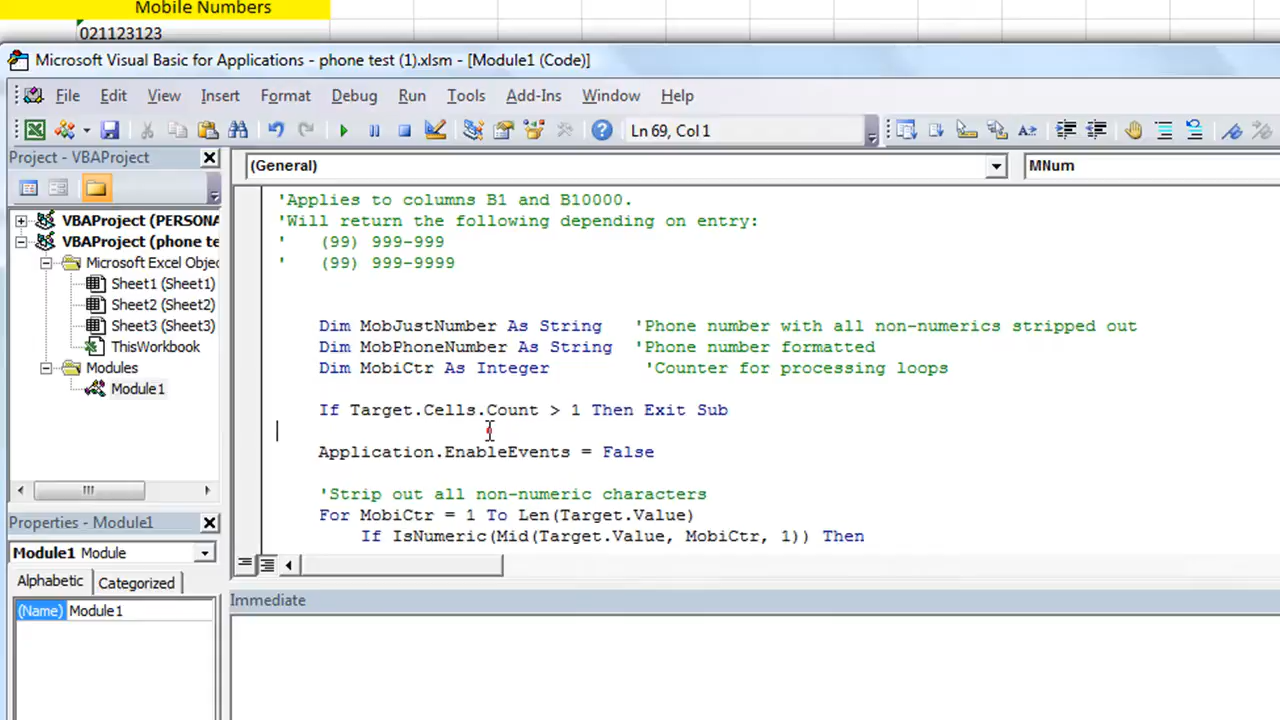 Mobile Numbers
021123123
Microsoft Visual Basic for Applications - phone test (1).xlsm - [Module1 (Code)]
File Edit View Insert Format Debug Run Tools Add-Ins Window Help
Ln 69, Col 1
Project - VBAProject
(General)
MNum
VBAProject (PERSONA
VBAProject (phone te
Microsoft Excel Objec
Sheet1 (Sheet1)
Sheet2 (Sheet2)
Sheet3 (Sheet3)
ThisWorkbook
Modules
Module1
'Applies to columns B1 and B10000.
'Will return the following depending on entry:
' (99) 999-999
' (99) 999-9999
Dim MobJustNumber As String 'Phone number with all non-numerics stripped out
Dim MobPhoneNumber As String 'Phone number formatted
Dim MobiCtr As Integer 'Counter for processing loops
If Target.Cells.Count > 1 Then Exit Sub
Application.EnableEvents = False
'Strip out all non-numeric characters
For MobiCtr = 1 To Len(Target.Value)
If IsNumeric(Mid(Target.Value, MobiCtr, 1)) Then
Properties - Module1
Module1 Module
Alphabetic Categorized
(Name) Module1
Immediate